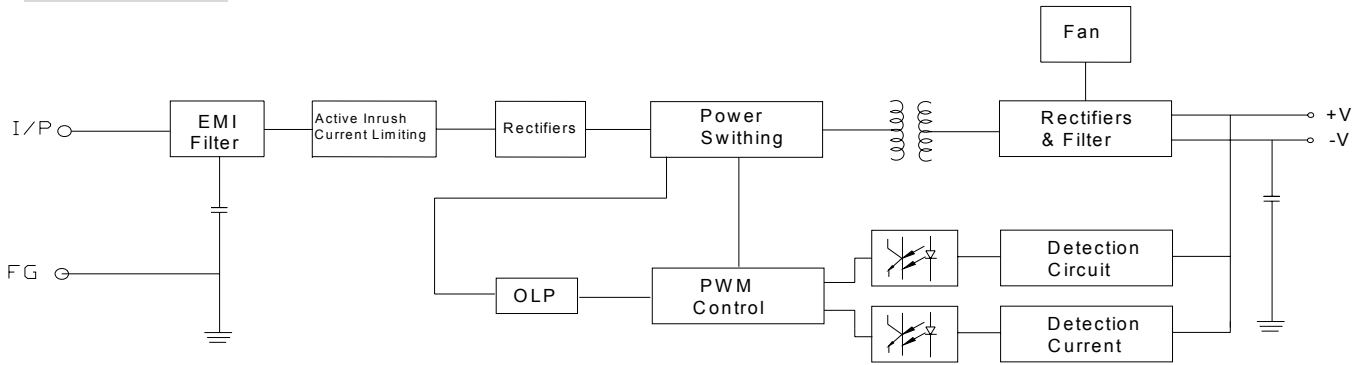 Fan
I/P
EMI
Filter
Active Inrush
Current Limiting
Rectifiers
Power
Swithing
Rectifiers
& Filter
+V
-V
FG
OLP
PWM
Control
Detection
Circuit
Detection
Current